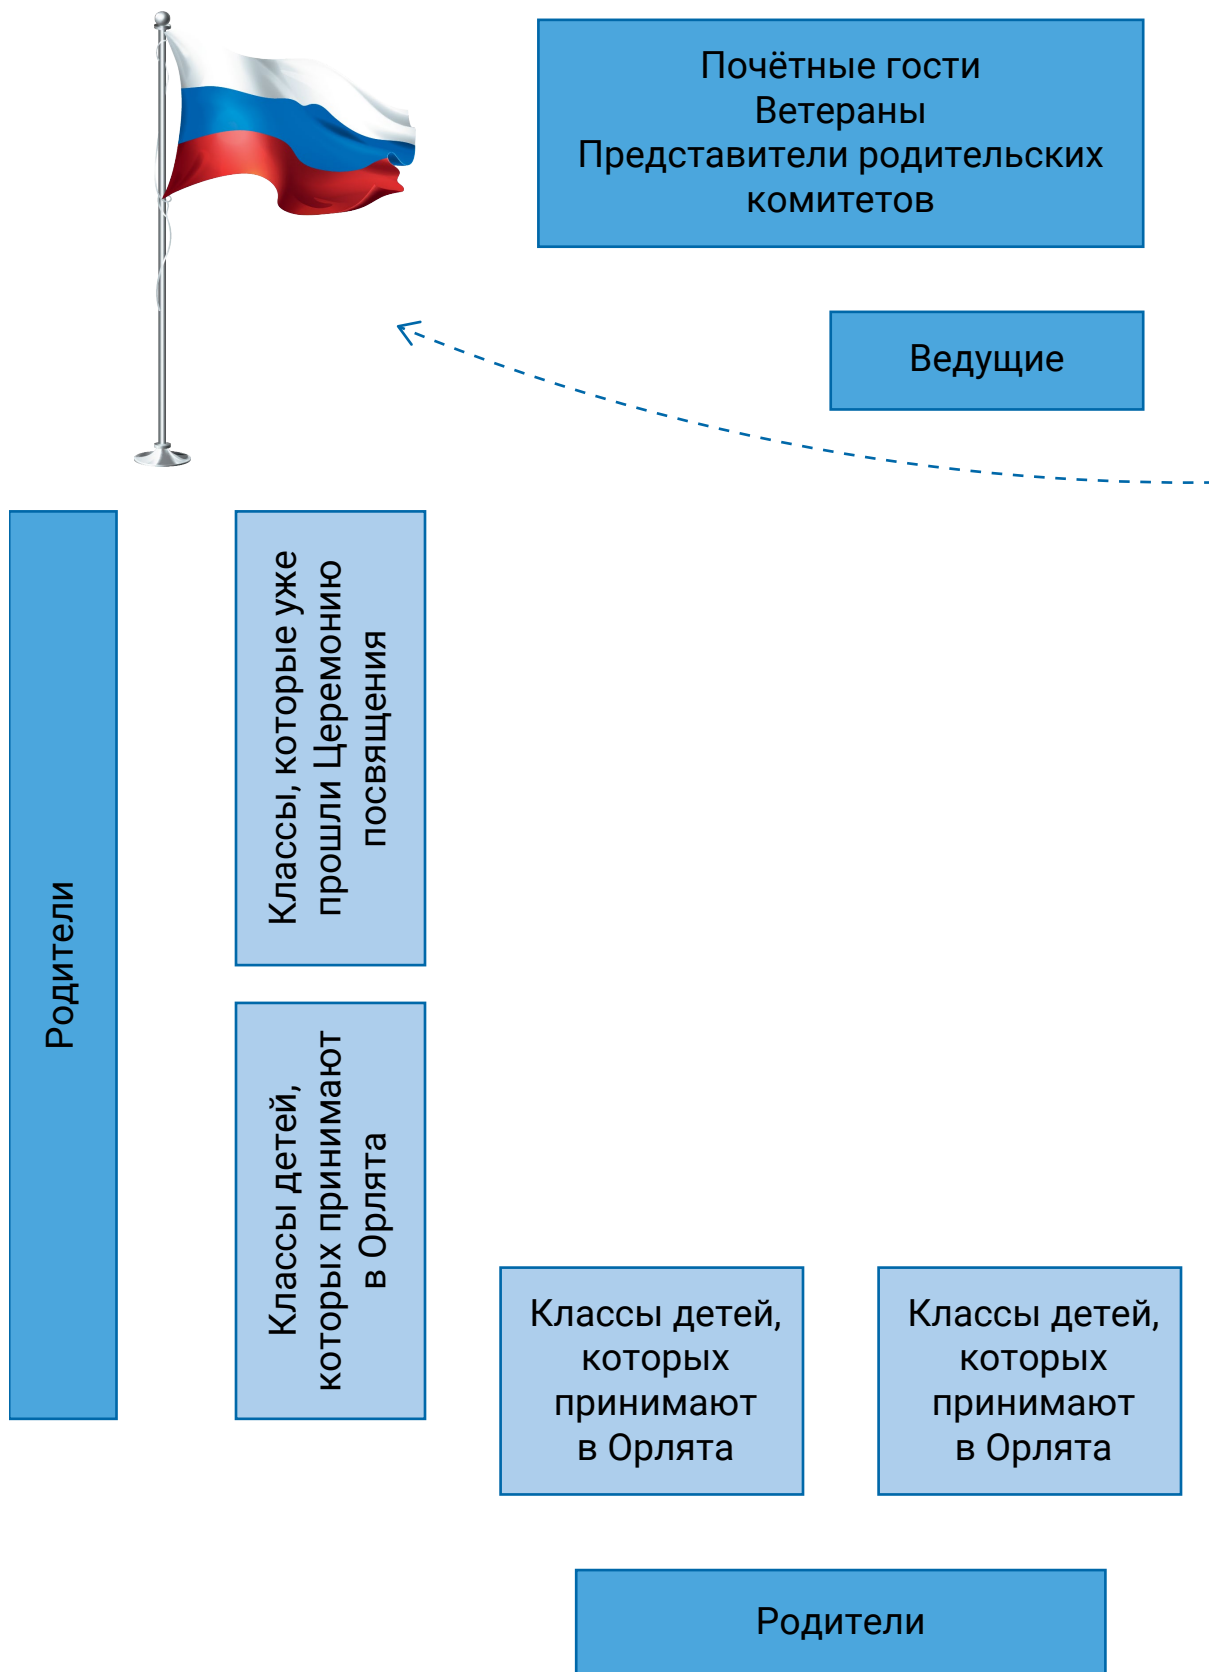 Почётные гости
Ветераны
Представители родительских
комитетов
Ведущие
Родители
Классы, которые уже
прошли Церемонию
посвящения
Классы детей,
которых принимают
в Орлята
Классы детей,
которых
принимают
в Орлята
Классы детей,
которых
принимают
в Орлята
Родители